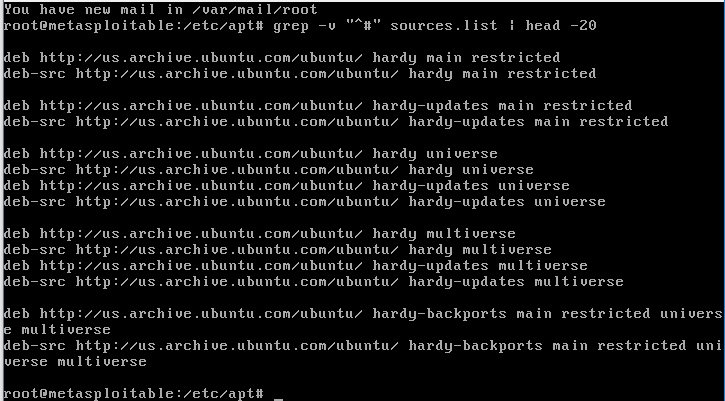 You have new mail in /var/mail/root
root@metasploitable:/etc/apt# grep -v "^#" sources.list | head -20
deb http://us.archive.ubuntu.com/ubuntu/ hardy main restricted
deb-src http://us.archive.ubuntu.com/ubuntu/ hardy main restricted
deb http://us.archive.ubuntu.com/ubuntu/ hardy-updates main restricted
deb-src http://us.archive.ubuntu.com/ubuntu/ hardy-updates main restricted
deb http://us.archive.ubuntu.com/ubuntu/ hardy universe
deb-src http://us.archive.ubuntu.com/ubuntu/ hardy universe
deb http://us.archive.ubuntu.com/ubuntu/ hardy-updates universe
deb-src http://us.archive.ubuntu.com/ubuntu/ hardy-updates universe
deb http://us.archive.ubuntu.com/ubuntu/ hardy multiverse
deb-src http://us.archive.ubuntu.com/ubuntu/ hardy multiverse
deb http://us.archive.ubuntu.com/ubuntu/ hardy-updates multiverse
deb-src http://us.archive.ubuntu.com/ubuntu/ hardy-updates multiverse
deb http://us.archive.ubuntu.com/ubuntu/ hardy-backports main restricted univers
e multiverse
deb-src http://us.archive.ubuntu.com/ubuntu/ hardy-backports main restricted uni
verse multiverse
root@metasploitable:/etc/apt# _